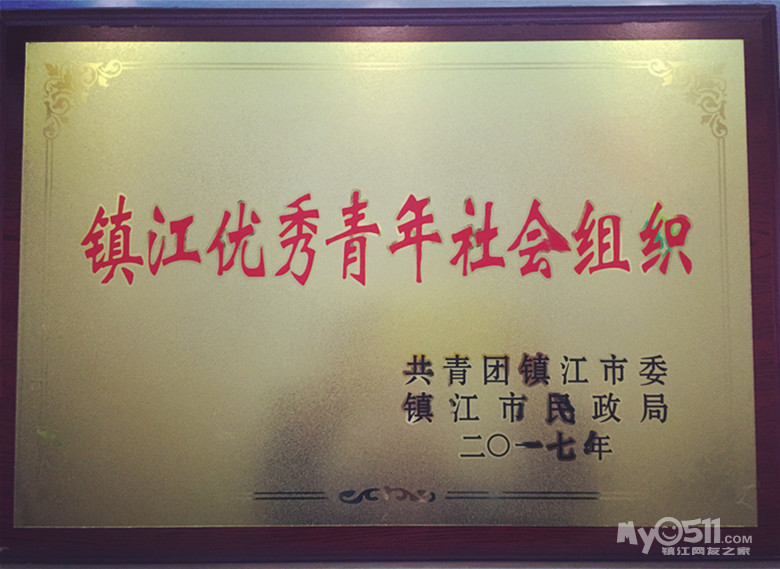 镇江优秀青年社会组织
共青团镇江市委
镇江市民政局
二〇一七年
My0511.com
镇江网友之家